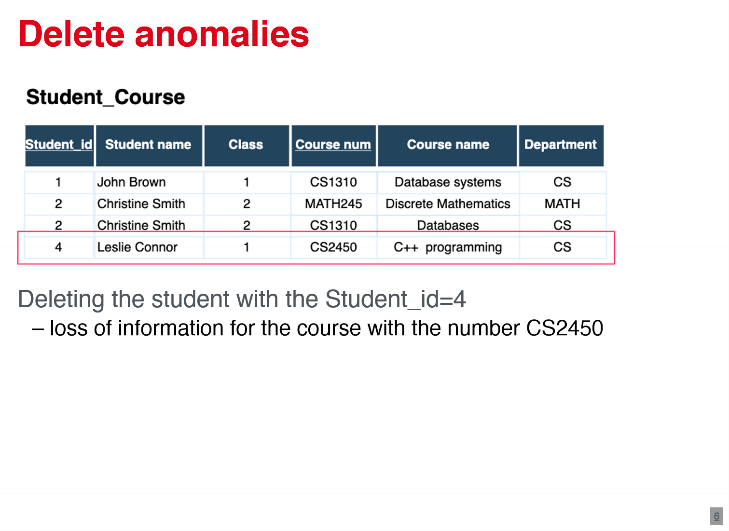 Delete anomalies
Student_Course
Student_id Student name Class Course num Course name Department
1 John Brown 1 CS1310 Database systems CS
2 Christine Smith 2 MATH245 Discrete Mathematics MATH
2 Christine Smith 2 CS1310 Databases CS
4 Leslie Connor 1 CS2450 C++ programming CS
Deleting the student with the Student_id=4
– loss of information for the course with the number CS2450
6